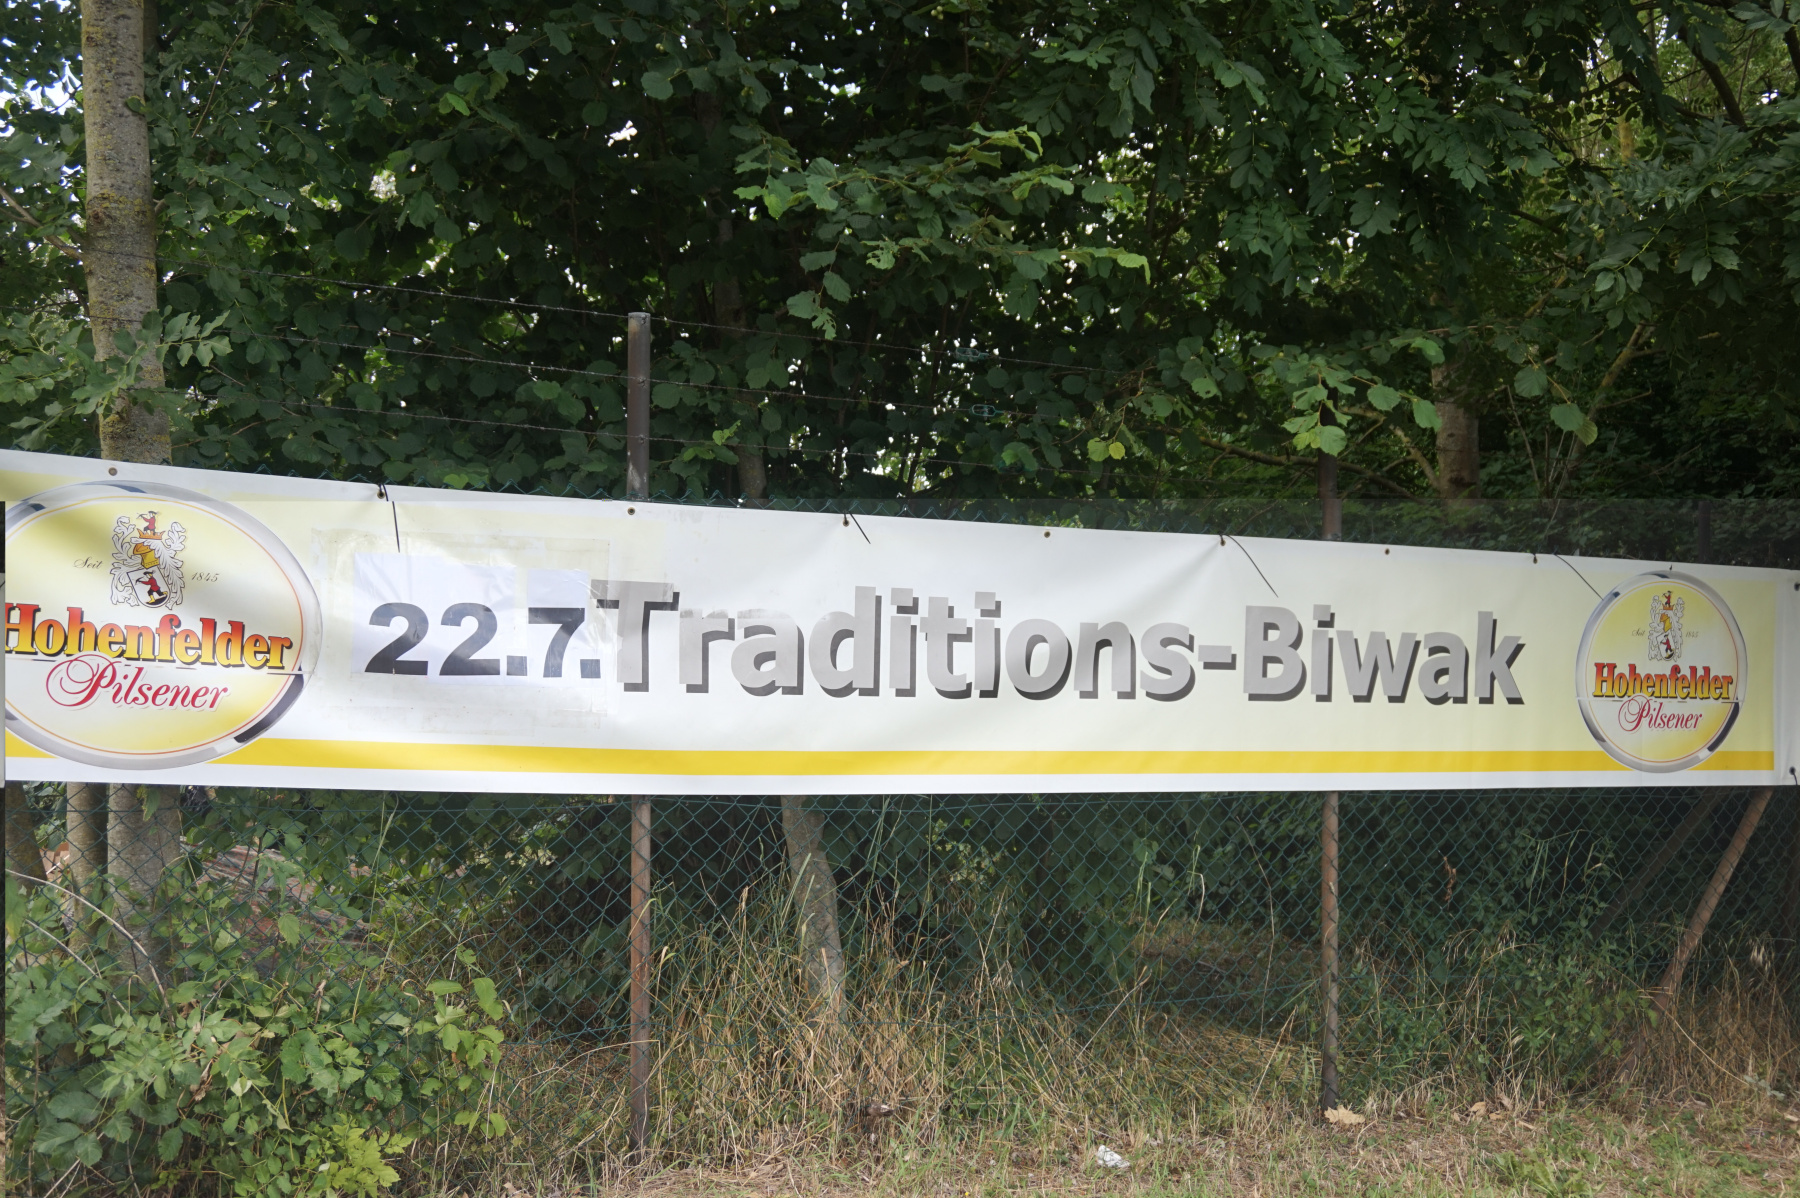 Seit 1845
Hohenfelder
Pilsener
22.7. Traditions-Biwak
Seit 1845
Hohenfelder
Pilsener